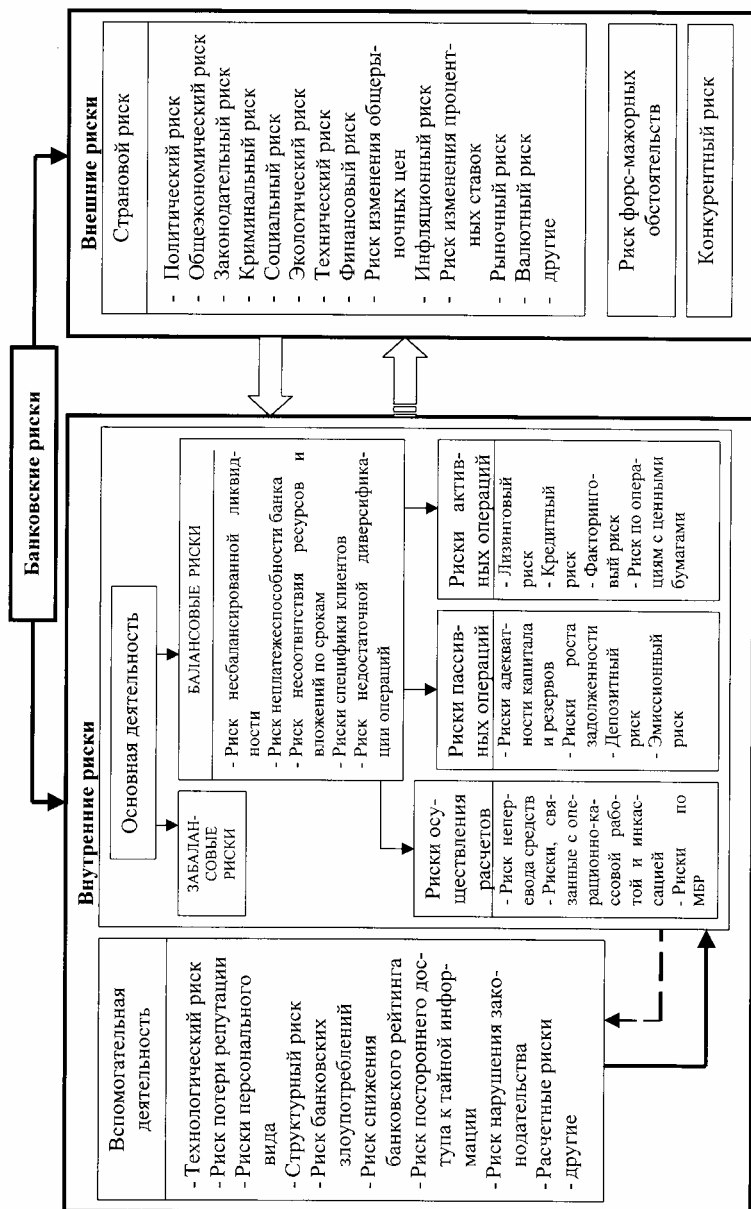 Банковские риски
Внутренние риски
Вспомогательная
деятельность
- Технологический риск
- Риск потери репутации
- Риски персонального
вида
- Структурный риск
- Риск банковских
злоупотреблений
- Риск снижения
банковского рейтинга
- Риск постороннего дос-
тупа к тайной инфор-
мации
- Риск нарушения зако-
нодательства
- Расчетные риски
- другие
Основная деятельность
ЗАБАЛАН-
СОВЫЕ
РИСКИ
БАЛАНСОВЫЕ РИСКИ
- Риск несбалансированной ликвид-
ности
- Риск неплатежеспособности банка
- Риск несоотвнтствия ресурсов и
вложений по срокам
- Риски специфики клиентов
- Риск недостаточной диверсифика-
ции операций
Риски осу-
ществления
расчетов
- Риск непер-
евода средств
- Риски, свя-
занные с опе-
рационно-ка-
ссовой рабо-
той и инкас-
сацией
- Риски по
МБР
Риски пассив-
ных операций
- Риски адекват-
ности капитала
и резервов
- Риски роста
задолженности
- Депозитный
риск
- Эмиссионный
риск
Риски актив-
ных операций
- Лизинговый
риск
- Кредитный
риск
- Факторинго-
вый риск
- Риск по опера-
циям с ценными
бумагами
Внешние риски
Страновой риск
- Политический риск
- Общеэкономический риск
- Законодательный риск
- Криминальный риск
- Социальный риск
- Экологический риск
- Технический риск
- Финансовый риск
- Риск изменения общеры-
ночных цен
- Инфляционный риск
- Риск изменения процент-
ных ставок
- Рыночный риск
- Валютный риск
- другие
Риск форс-мажорных
обстоятельств
Конкурентный риск